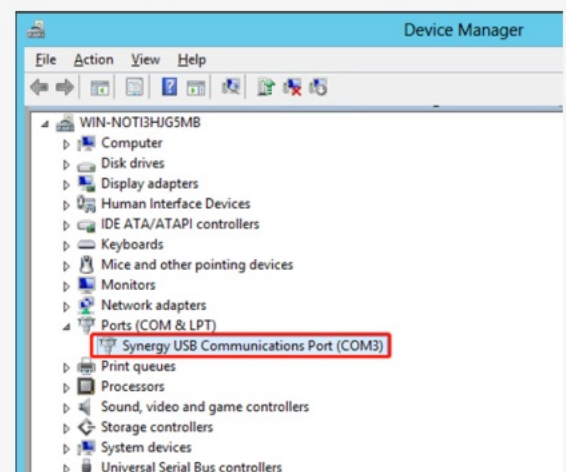 Device Manager
File Action View Help
WIN-NOTI3HJG5MB
Computer
Disk drives
Display adapters
Human Interface Devices
IDE ATA/ATAPI controllers
Keyboards
Mice and other pointing devices
Monitors
Network adapters
Ports (COM & LPT)
Synergy USB Communications Port (COM3)
Print queues
Processors
Sound, video and game controllers
Storage controllers
System devices
Universal Serial Bus controllers